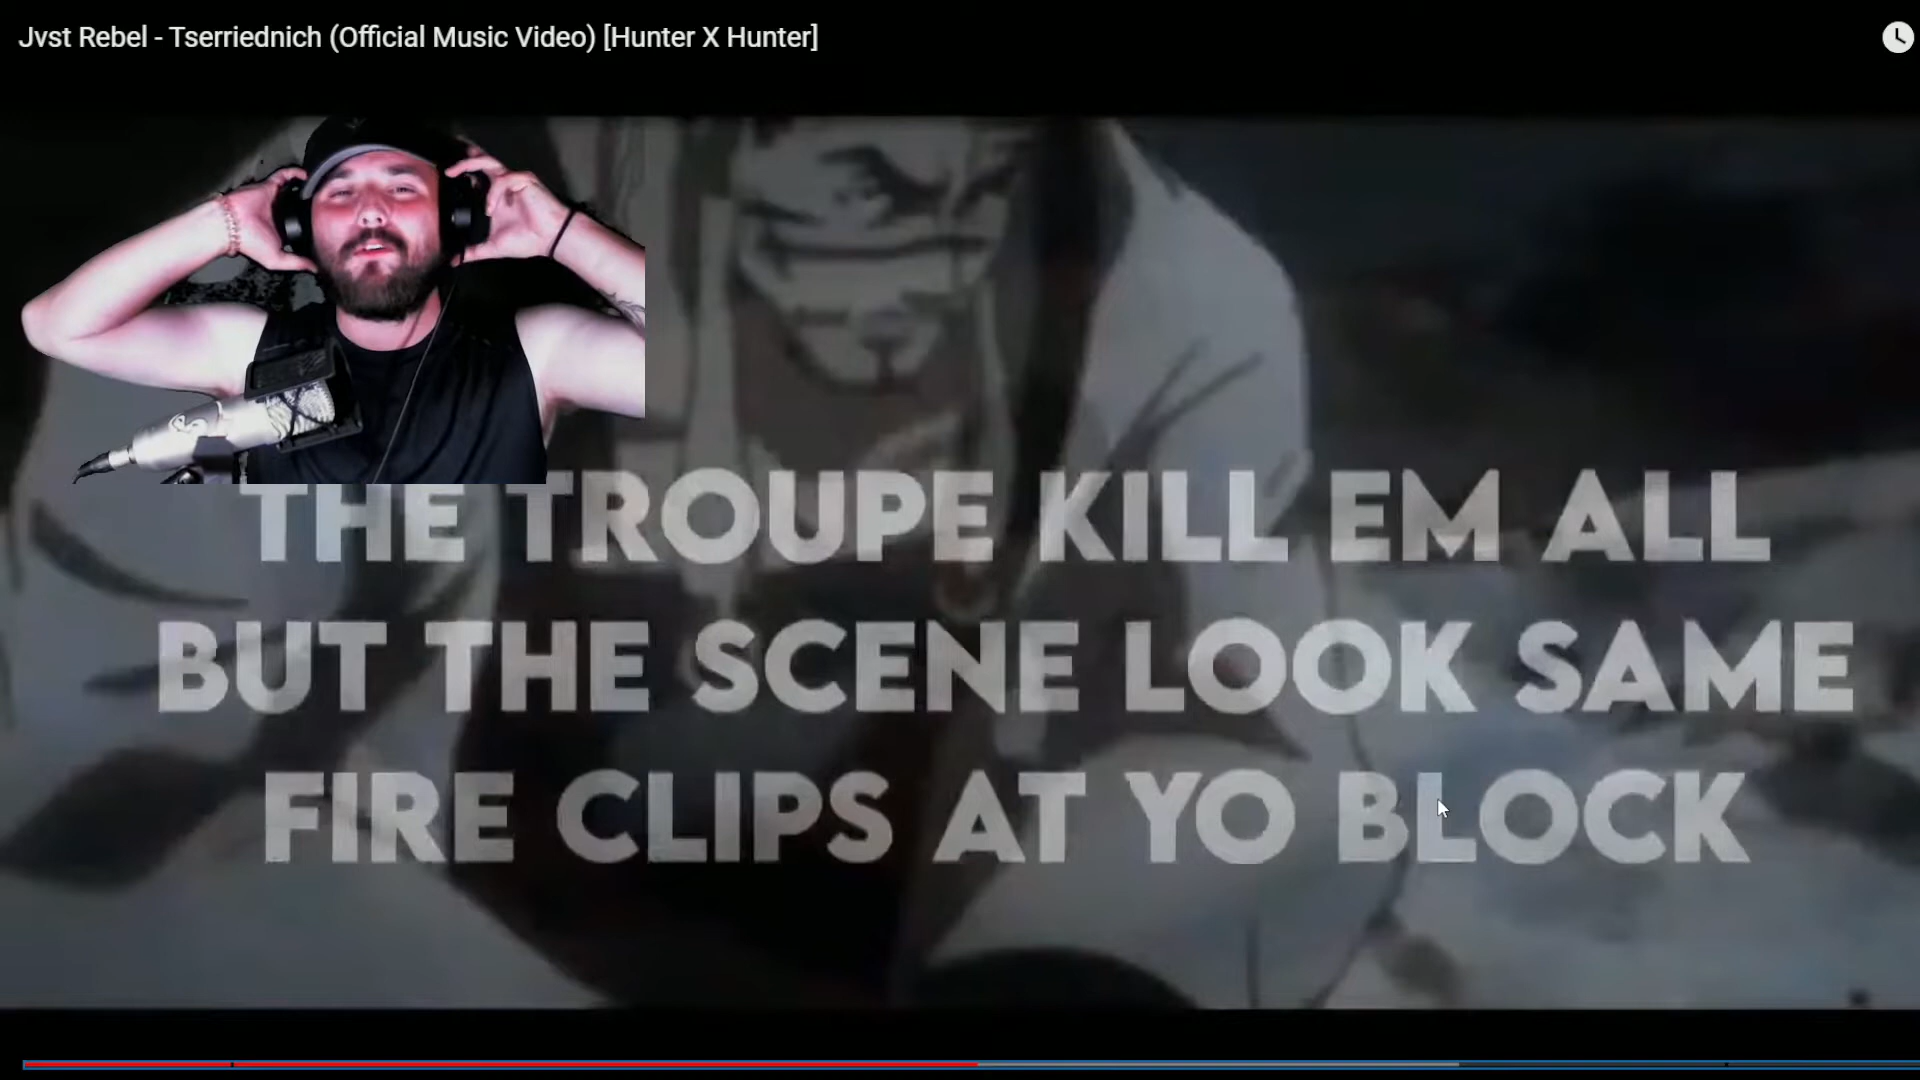 Jvst Rebel - Tserriednich (Official Music Video) [Hunter X Hunter]
THE TROUPE KILL EM ALL
BUT THE SCENE LOOK SAME
FIRE CLIPS AT YO BLOCK